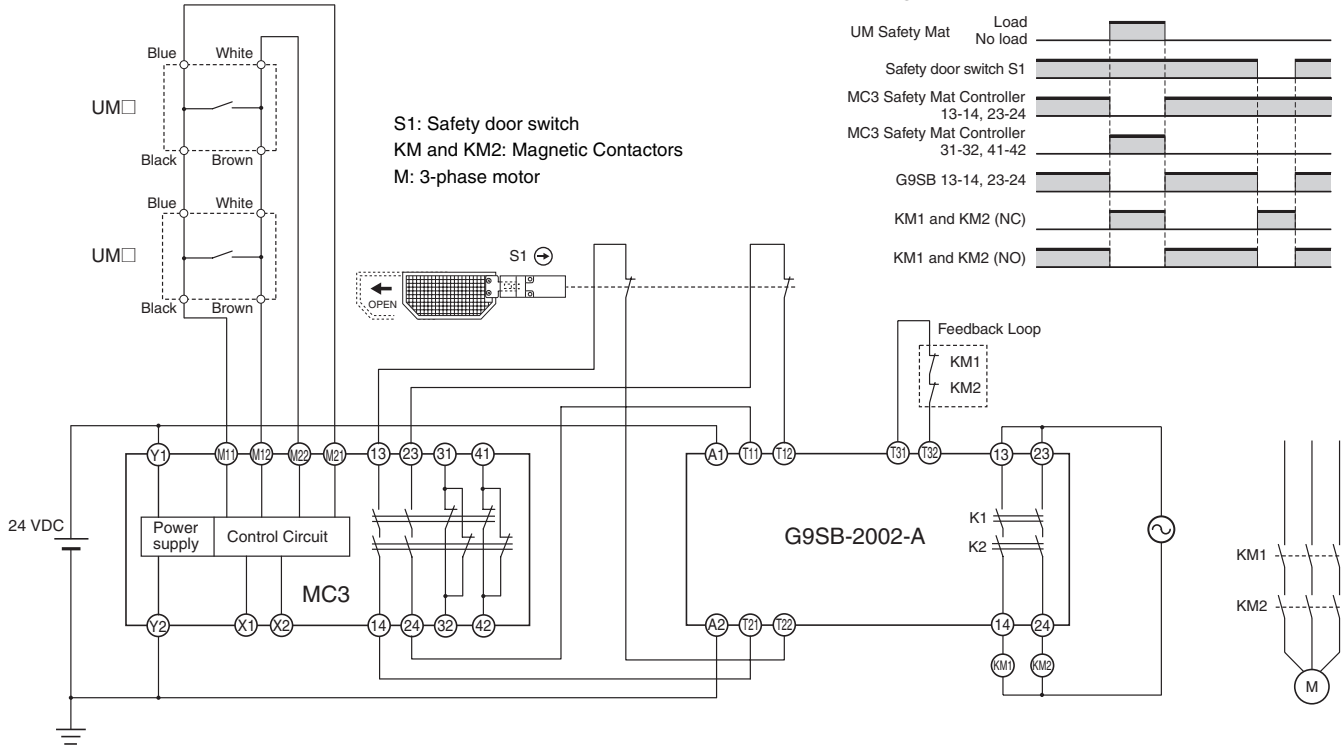 Blue
White
UM□
Black
Brown
Blue
White
UM□
Black
Brown
S1: Safety door switch
KM and KM2: Magnetic Contactors
M: 3-phase motor
S1
OPEN
UM Safety Mat
Load
No load
Safety door switch S1
MC3 Safety Mat Controller
13-14, 23-24
MC3 Safety Mat Controller
31-32, 41-42
G9SB 13-14, 23-24
KM1 and KM2 (NC)
KM1 and KM2 (NO)
Feedback Loop
KM1
KM2
Y1
M11
M12
M22
M21
13
23
31
41
A1
T11
T12
T31
T32
13
23
24 VDC
Power
supply
Control Circuit
MC3
G9SB-2002-A
K1
K2
Y2
X1
X2
14
24
32
42
A2
T21
T22
14
24
KM1
KM2
KM1
KM2
M